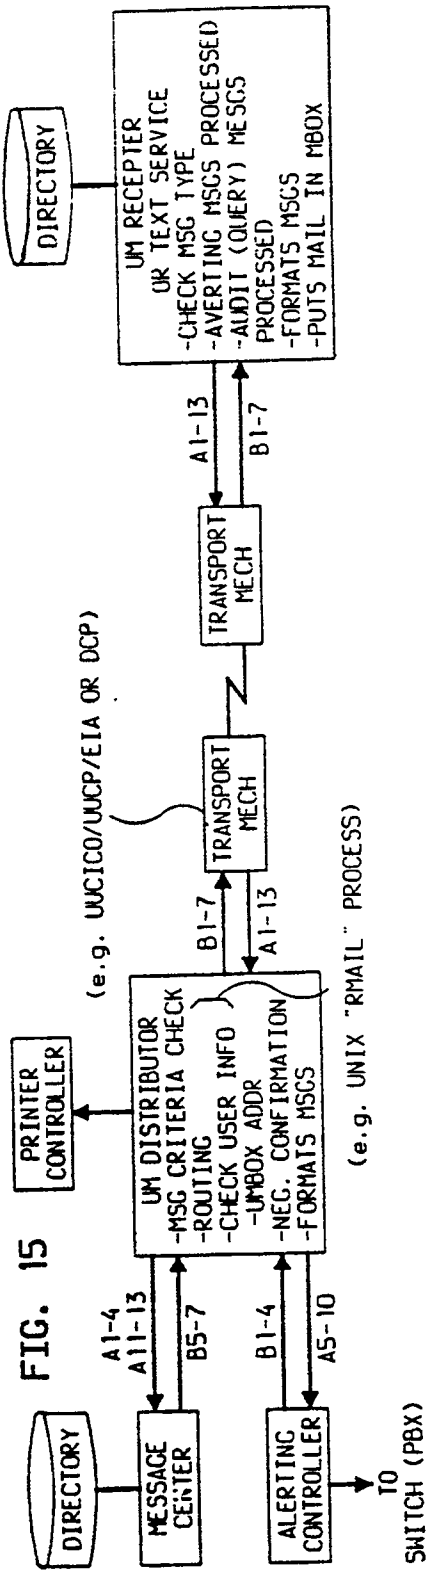 FIG. 15
DIRECTORY
MESSAGE
CENTER
A1-4
A11-13
B5-7
ALERTING
CONTROLLER
B1-4
A5-10
TO
SWITCH (PBX)
PRINTER
CONTROLLER
UM DISTRIBUTOR
-MSG CRITERIA CHECK
-ROUTING
-CHECK USER INFO
-UMBOX ADDR
-NEG. CONFIRMATION
-FORMATS MSGS
(e.g. UNIX "RMAIL" PROCESS)
B1-7
A1-13
(e.g. UUCICO/UUCP/EIA OR DCP)
TRANSPORT
MECH
TRANSPORT
MECH
A1-13
B1-7
DIRECTORY
UM RECEPTER
OR TEXT SERVICE
-CHECK MSG TYPE
-AVERTING MSGS PROCESSED
-AUDIT (QUERY) MESGS
PROCESSED
-FORMATS MSGS
-PUTS MAIL IN MBOX